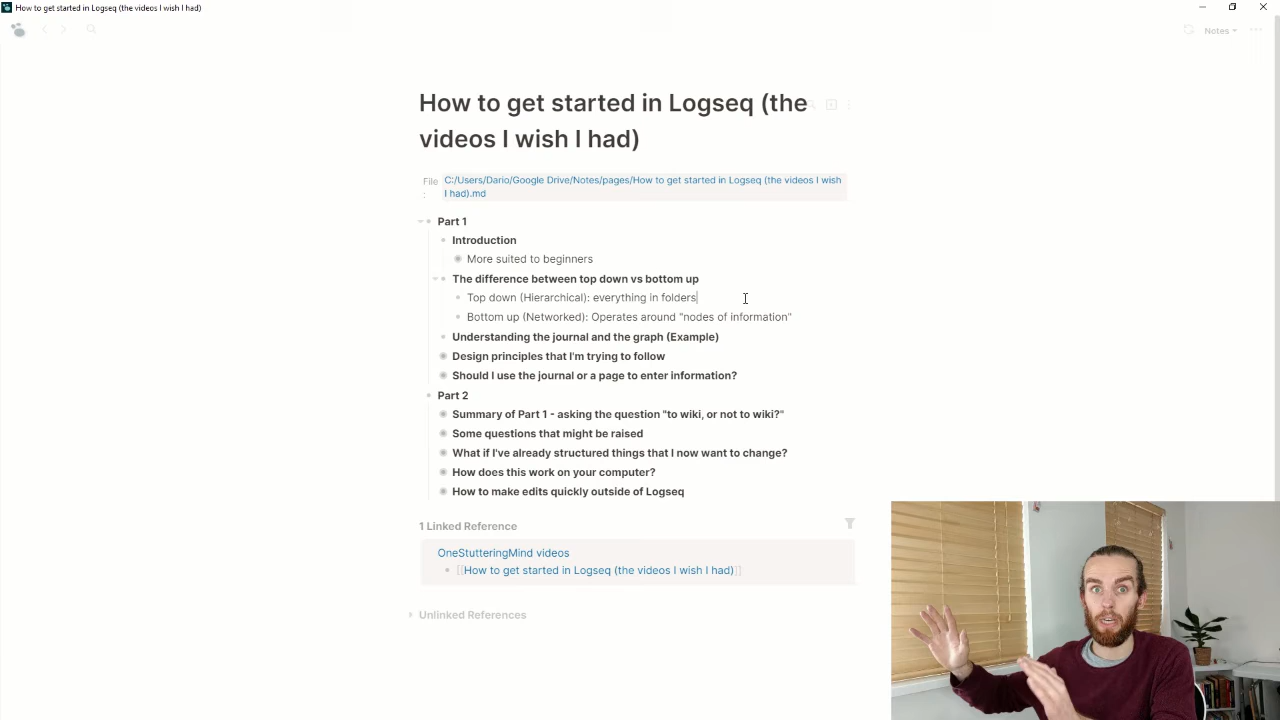 How to get started in Logseq (the videos I wish I had)
Notes
How to get started in Logseq (the
videos I wish I had)
File
:
C:/Users/Dario/Google Drive/Notes/pages/How to get started in Logseq (the videos I wish
I had).md
Part 1
Introduction
More suited to beginners
The difference between top down vs bottom up
Top down (Hierarchical): everything in folders
Bottom up (Networked): Operates around "nodes of information"
Understanding the journal and the graph (Example)
Design principles that I'm trying to follow
Should I use the journal or a page to enter information?
Part 2
Summary of Part 1 - asking the question "to wiki, or not to wiki?"
Some questions that might be raised
What if I've already structured things that I now want to change?
How does this work on your computer?
How to make edits quickly outside of Logseq
1 Linked Reference
OneStutteringMind videos
[[How to get started in Logseq (the videos I wish I had)]]
Unlinked References